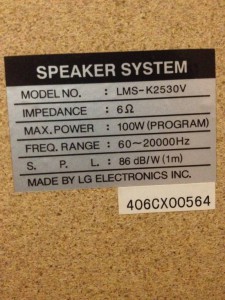 SPEAKER SYSTEM
MODEL NO. : LMS-K2530V
IMPEDANCE : 6Ω
MAX. POWER : 100W (PROGRAM)
FREQ. RANGE : 60~20000Hz
S. P. L. : 86 dB/W (1m)
MADE BY LG ELECTRONICS INC.
406CX00564